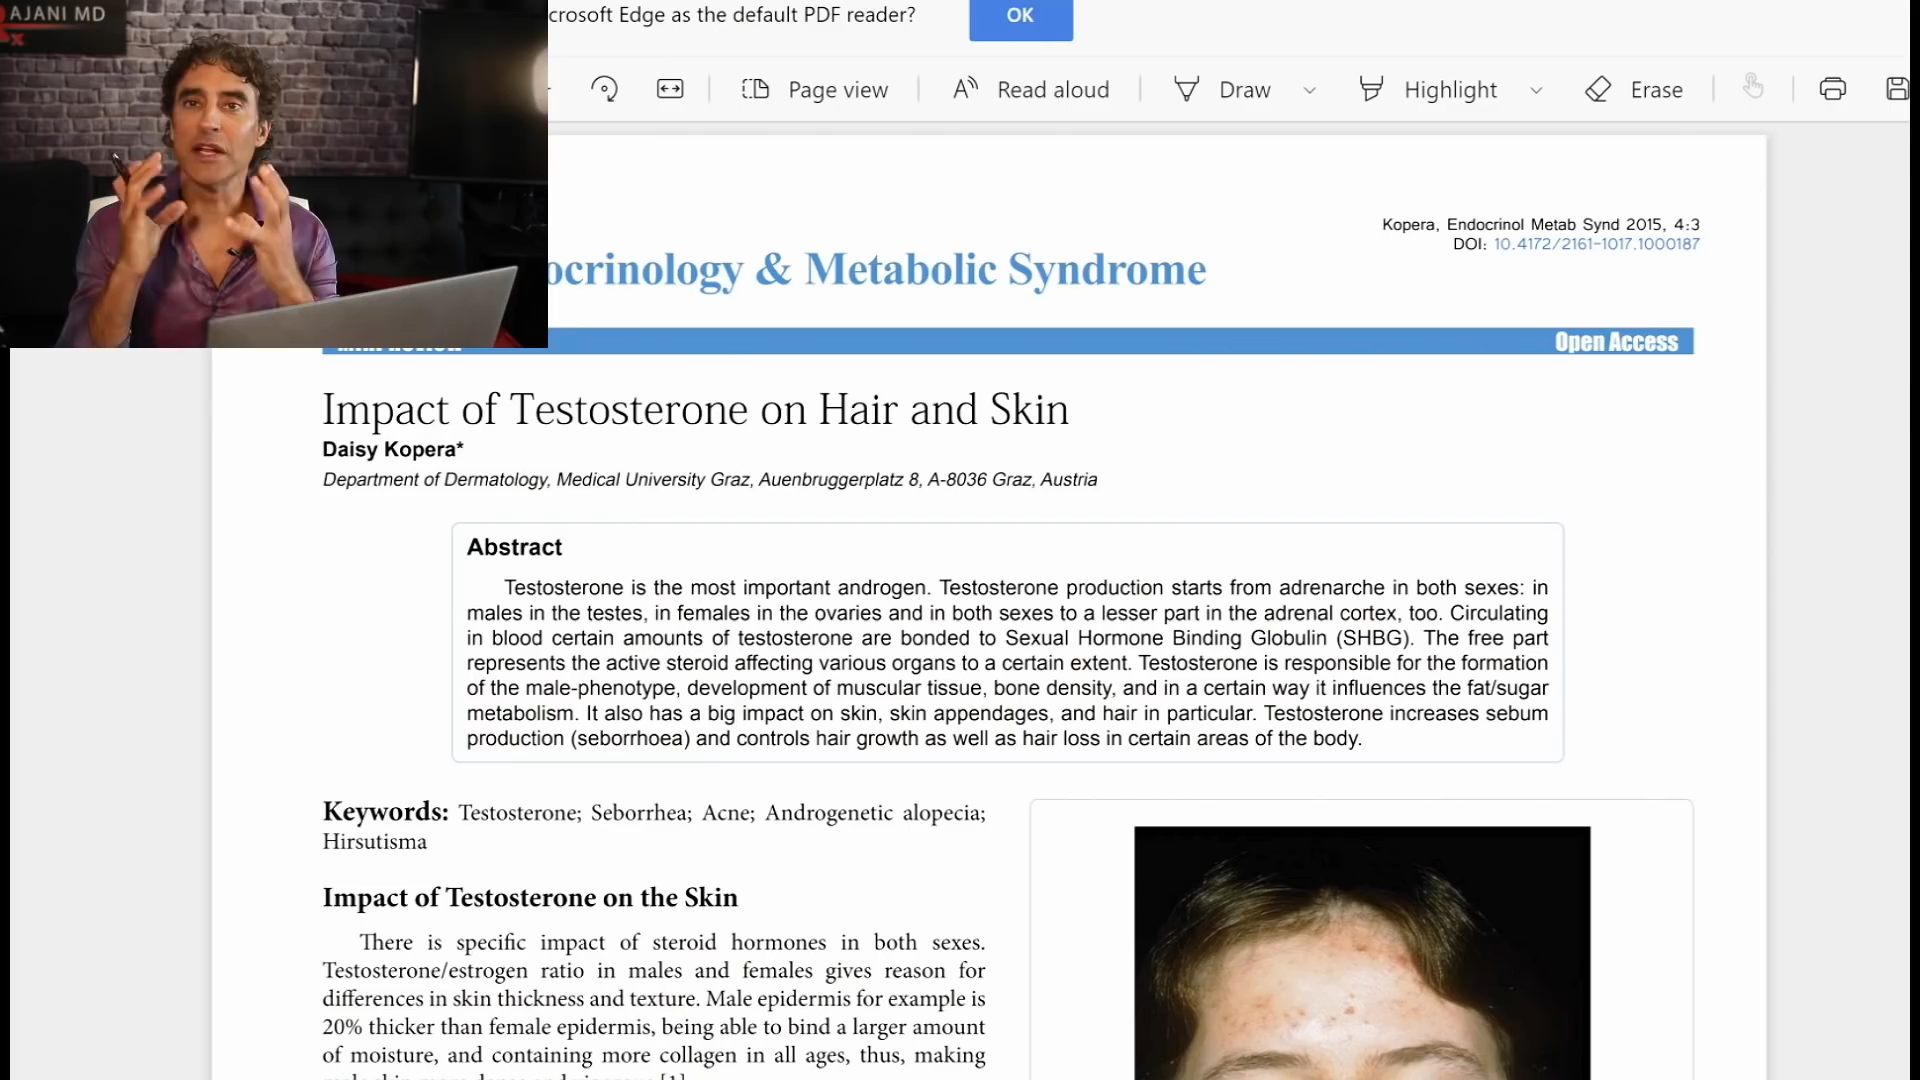 AJANI MD
crosoft Edge as the default PDF reader?
OK
Page view
Read aloud
Draw
Highlight
Erase
Kopera, Endocrinol Metab Synd 2015, 4:3
DOI: 10.4172/2161-1017.1000187
ocrinology & Metabolic Syndrome
Open Access
Impact of Testosterone on Hair and Skin
Daisy Kopera*
Department of Dermatology, Medical University Graz, Auenbruggerplatz 8, A-8036 Graz, Austria
Abstract
Testosterone is the most important androgen. Testosterone production starts from adrenarche in both sexes: in
males in the testes, in females in the ovaries and in both sexes to a lesser part in the adrenal cortex, too. Circulating
in blood certain amounts of testosterone are bonded to Sexual Hormone Binding Globulin (SHBG). The free part
represents the active steroid affecting various organs to a certain extent. Testosterone is responsible for the formation
of the male-phenotype, development of muscular tissue, bone density, and in a certain way it influences the fat/sugar
metabolism. It also has a big impact on skin, skin appendages, and hair in particular. Testosterone increases sebum
production (seborrhoea) and controls hair growth as well as hair loss in certain areas of the body.
Keywords: Testosterone; Seborrhea; Acne; Androgenetic alopecia;
Hirsutisma
Impact of Testosterone on the Skin
There is specific impact of steroid hormones in both sexes.
Testosterone/estrogen ratio in males and females gives reason for
differences in skin thickness and texture. Male epidermis for example is
20% thicker than female epidermis, being able to bind a larger amount
of moisture, and containing more collagen in all ages, thus, making